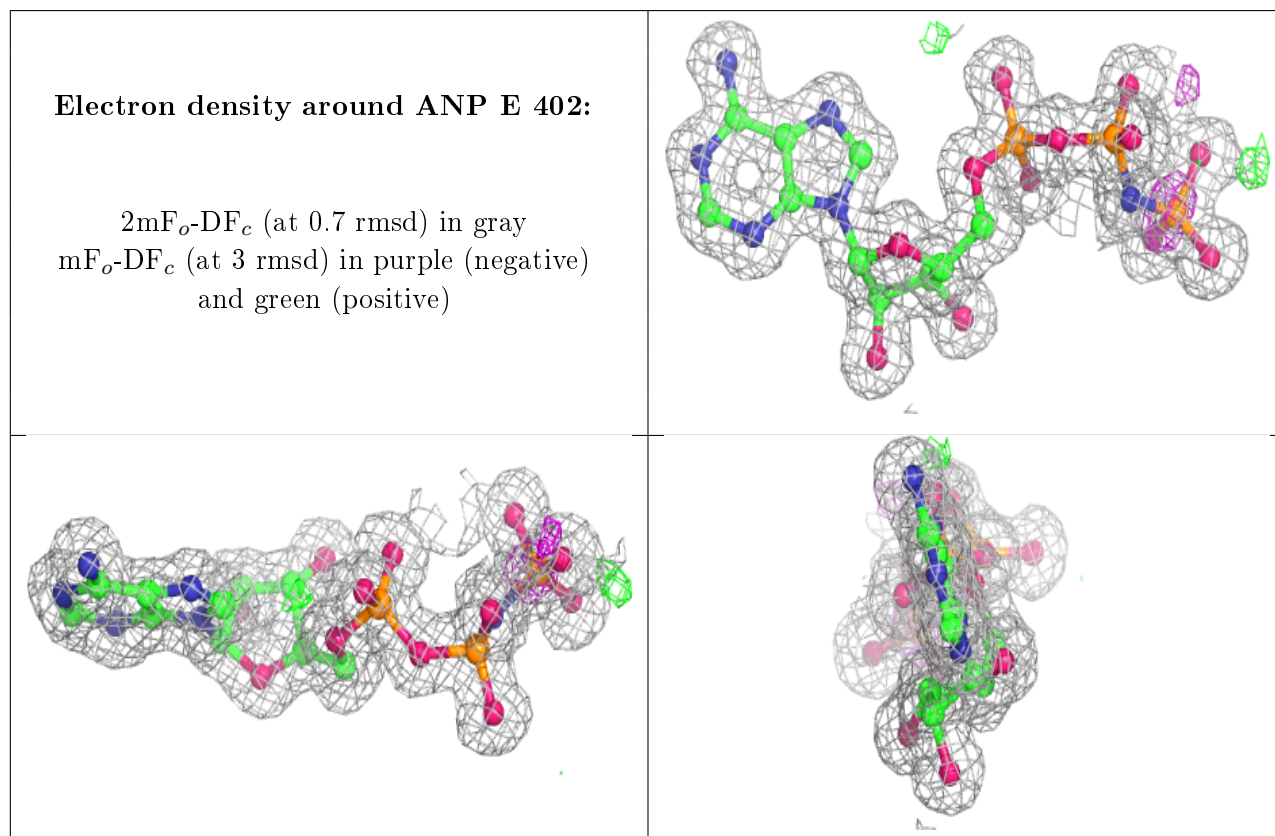 Electron density around ANP E 402:
2mFo-DFc (at 0.7 rmsd) in gray
mFo-DFc (at 3 rmsd) in purple (negative)
and green (positive)